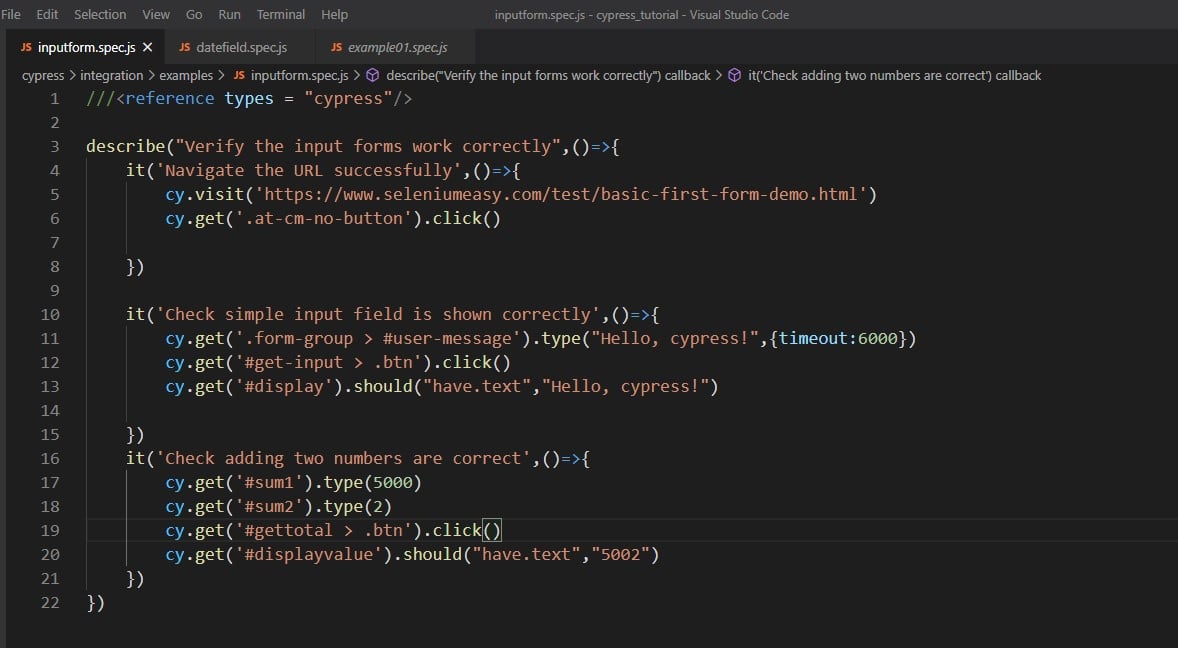 File Edit Selection View Go Run Terminal Help inputform.spec.js - cypress_tutorial - Visual Studio Code
JS inputform.spec.js × JS datefield.spec.js JS example01.spec.js
cypress > integration > examples > JS inputform.spec.js > describe("Verify the input forms work correctly") callback > it('Check adding two numbers are correct') callback
1 ///<reference types = "cypress"/>
2
3 describe("Verify the input forms work correctly",()=>{
4 it('Navigate the URL successfully',()=>{
5 cy.visit('https://www.seleniumeasy.com/test/basic-first-form-demo.html')
6 cy.get('.at-cm-no-button').click()
7
8 })
9
10 it('Check simple input field is shown correctly',()=>{
11 cy.get('.form-group > #user-message').type("Hello, cypress!",{timeout:6000})
12 cy.get('#get-input > .btn').click()
13 cy.get('#display').should("have.text","Hello, cypress!")
14
15 })
16 it('Check adding two numbers are correct',()=>{
17 cy.get('#sum1').type(5000)
18 cy.get('#sum2').type(2)
19 cy.get('#gettotal > .btn').click()
20 cy.get('#displayvalue').should("have.text","5002")
21 })
22 })